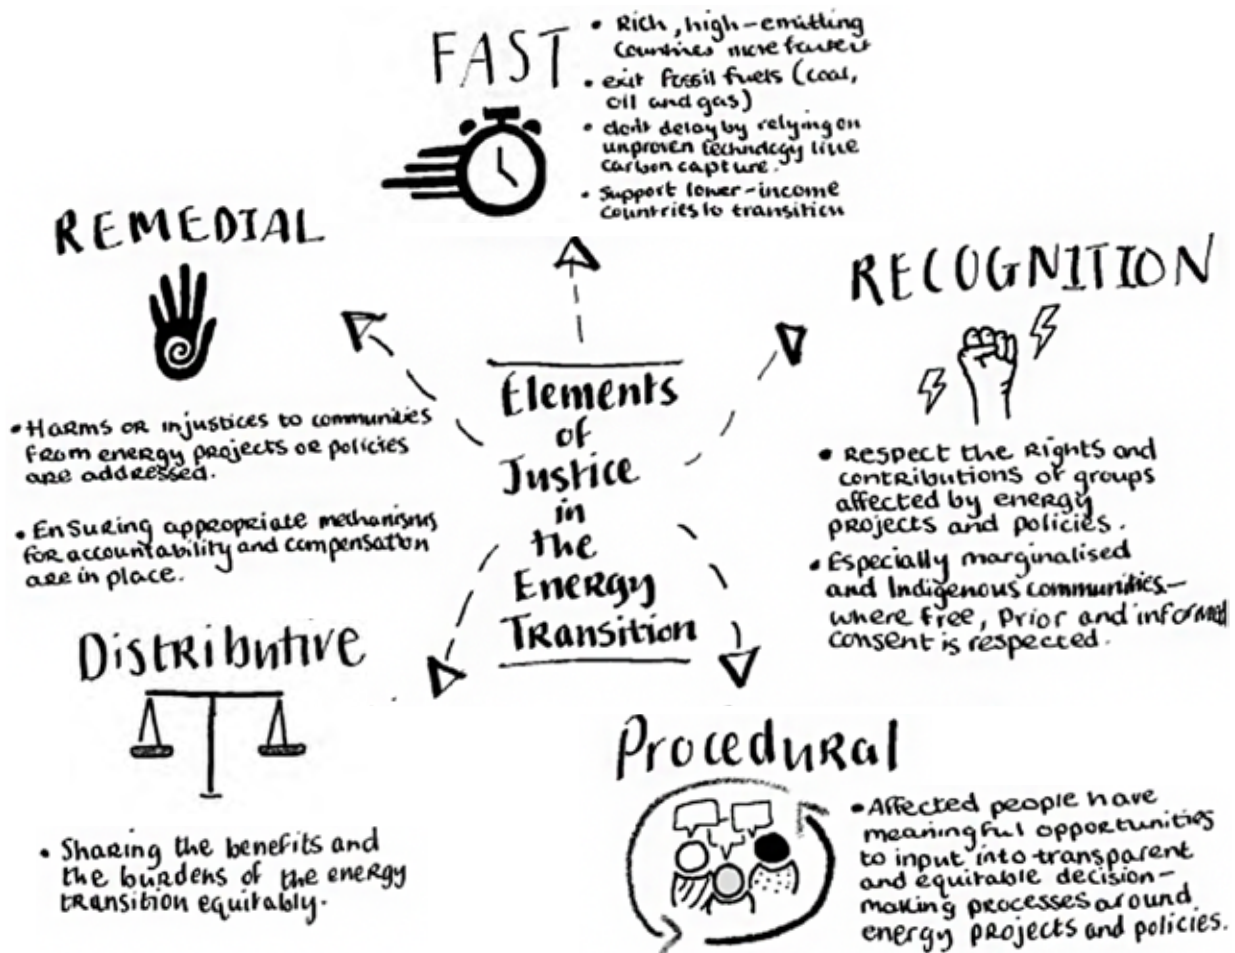 FAST
• Rich, high-emitting
countries move fastest
• exit fossil fuels (coal,
oil and gas)
• don't delay by relying on
unproven technology like
carbon capture.
• Support lower-income
countries to transition
REMEDIAL
• Harms or injustices to communities
from energy projects or policies
are addressed.
• Ensuring appropriate mechanisms
for accountability and compensation
are in place.
RECOGNITION
• Respect the rights and
contributions of groups
affected by energy
projects and policies.
• Especially marginalised
and Indigenous communities—
where free, prior and informed
consent is respected.
Elements
of
Justice
in
the
Energy
Transition
Distributive
• Sharing the benefits and
the burdens of the energy
transition equitably.
Procedural
• Affected people have
meaningful opportunities
to input into transparent
and equitable decision-
making processes around
energy projects and policies.